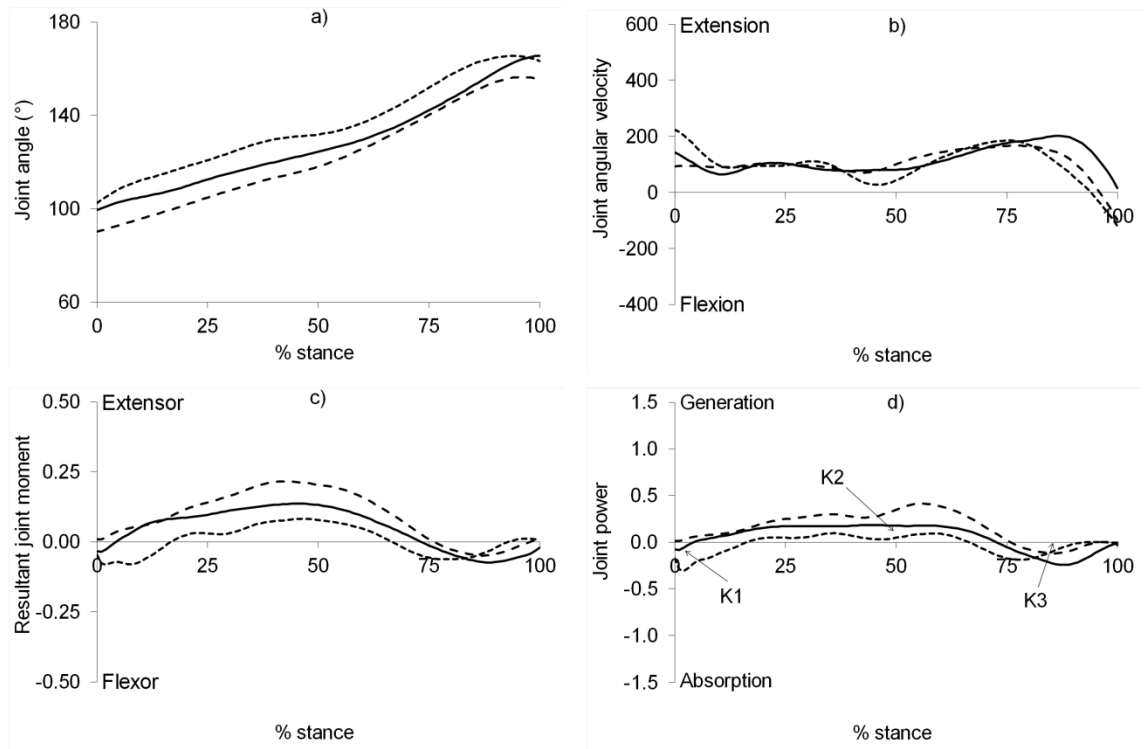 a)
Joint angle (°)
180
140
100
60
0 25 50 75 100
% stance
b)
Extension
Joint angular velocity
600
400
200
0
-200
-400
0 25 50 75 100
Flexion
% stance
c)
Extensor
Resultant joint moment
0.50
0.25
0.00
-0.25
-0.50
0 25 50 75 100
Flexor
% stance
d)
Generation
Joint power
1.5
1.0
0.5
0.0
-0.5
-1.0
-1.5
0 25 50 75 100
K2
K1
K3
Absorption
% stance